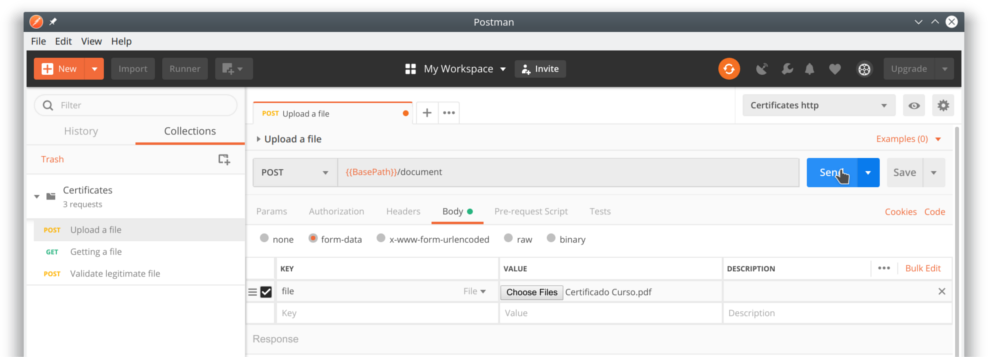 Postman
File Edit View Help
New Import Runner My Workspace Invite Upgrade
Filter
History Collections
Trash
Certificates
3 requests
POST Upload a file
GET Getting a file
POST Validate legitimate file
POST Upload a file
Certificates http
Upload a file
Examples (0)
POST {{BasePath}}/document Send Save
Params Authorization Headers Body Pre-request Script Tests Cookies Code
none form-data x-www-form-urlencoded raw binary
KEY VALUE DESCRIPTION Bulk Edit
file File Choose Files Certificado Curso.pdf
Key Value Description
Response